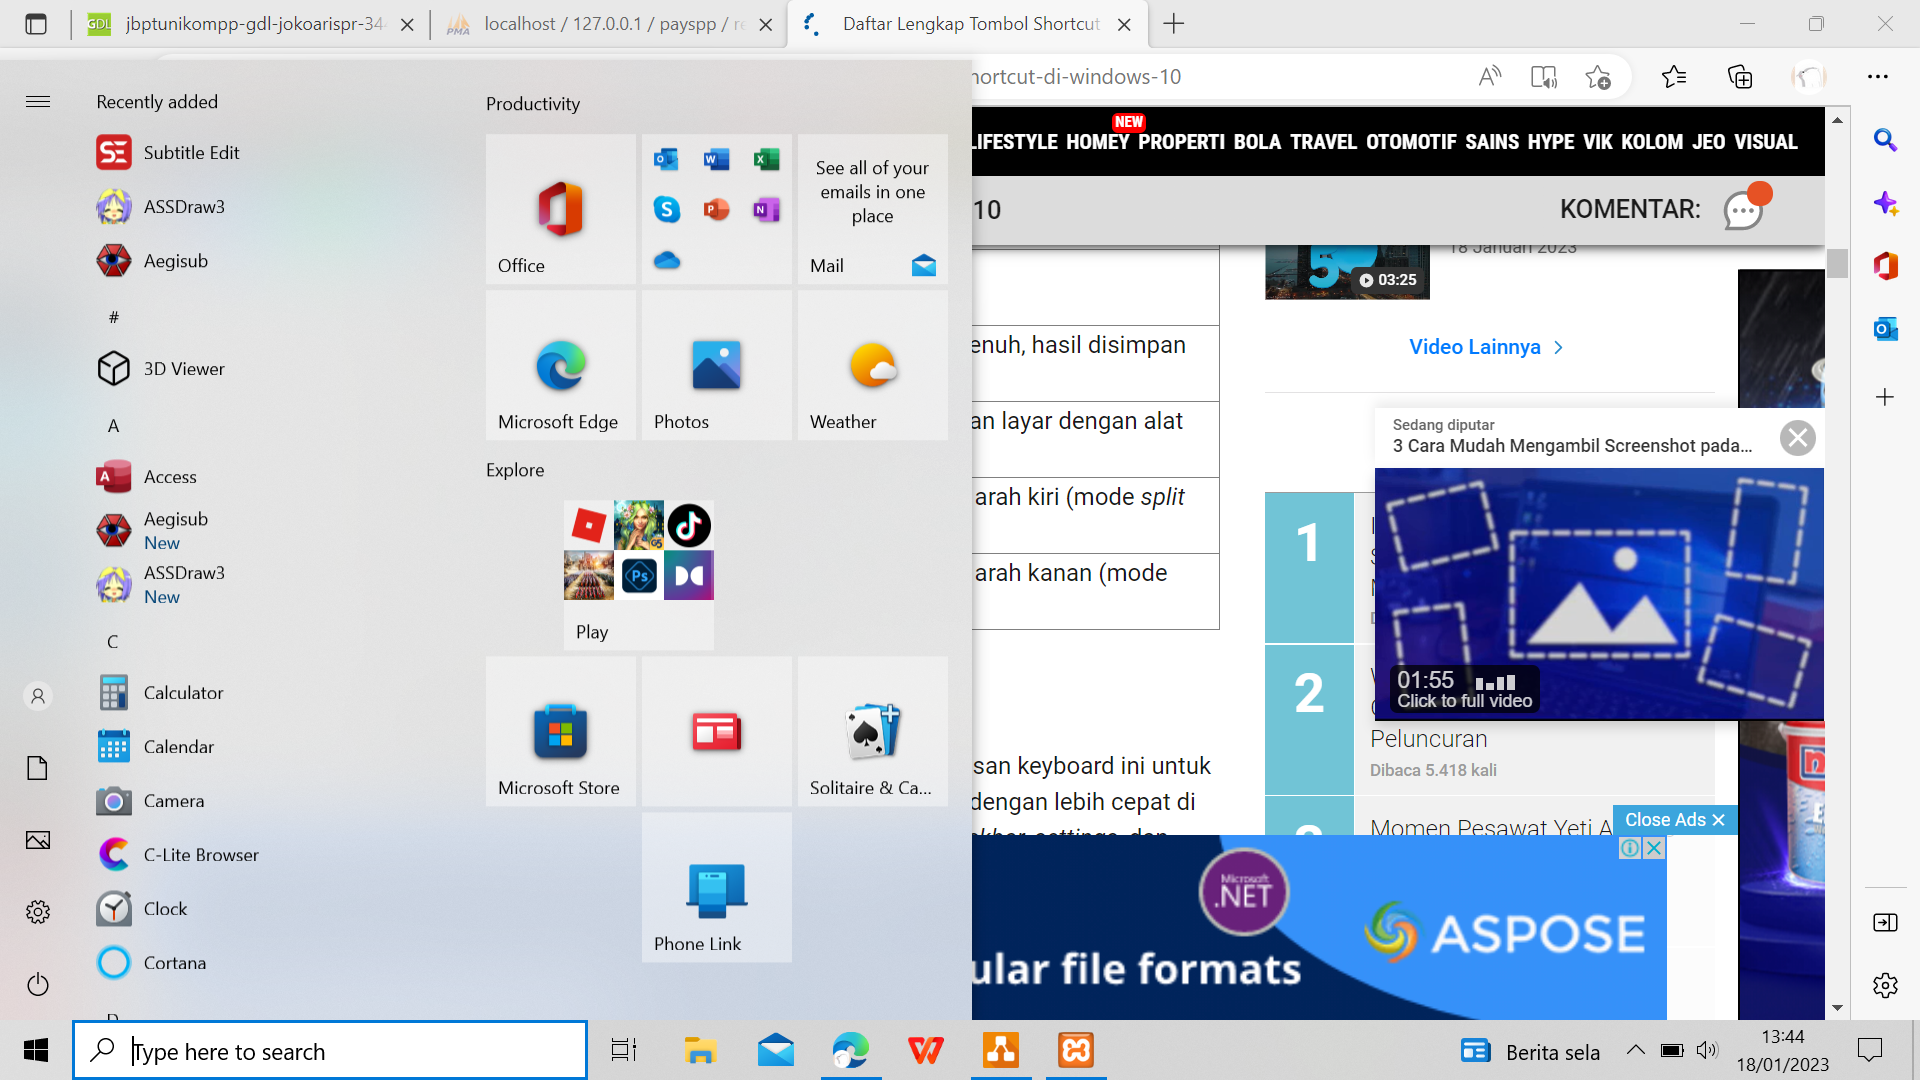 jbptunikompp-gdl-jokoarispr-344
localhost / 127.0.0.1 / payspp / re
Daftar Lengkap Tombol Shortcut
hortcut-di-windows-10
Recently added
Subtitle Edit
ASSDraw3
Aegisub
#
3D Viewer
A
Access
Aegisub
New
ASSDraw3
New
C
Calculator
Calendar
Camera
C-Lite Browser
Clock
Cortana
Productivity
Office
See all of your
emails in one
place
Mail
Microsoft Edge
Photos
Weather
Explore
Play
Microsoft Store
Solitaire & Ca...
Phone Link
NEW
LIFESTYLE HOMEY PROPERTI BOLA TRAVEL OTOMOTIF SAINS HYPE VIK KOLOM JEO VISUAL
10
KOMENTAR:
18 Januari 2023
03:25
Video Lainnya
enuh, hasil disimpan
an layar dengan alat
arah kiri (mode split
arah kanan (mode
san keyboard ini untuk
dengan lebih cepat di
settings, dan
Sedang diputar
3 Cara Mudah Mengambil Screenshot pada...
01:55
Click to full video
1
2
Peluncuran
Dibaca 5.418 kali
3
Momen Pesawat Yeti A
Close Ads ×
Microsoft
.NET
ASPOSE
ular file formats
Type here to search
Berita sela
13:44
18/01/2023